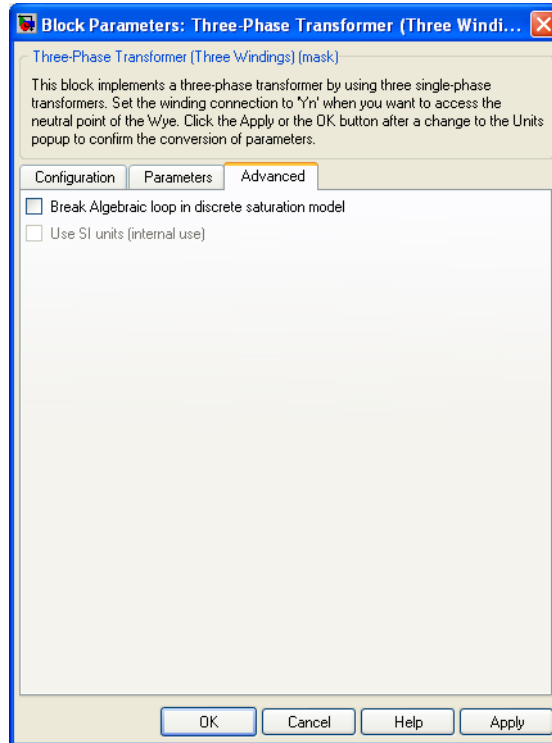 Block Parameters: Three-Phase Transformer (Three Windi...
Three-Phase Transformer (Three Windings) (mask)
This block implements a three-phase transformer by using three single-phase
transformers. Set the winding connection to 'Yn' when you want to access the
neutral point of the Wye. Click the Apply or the OK button after a change to the Units
popup to confirm the conversion of parameters.
Configuration Parameters Advanced
Break Algebraic loop in discrete saturation model
Use SI units (internal use)
OK Cancel Help Apply